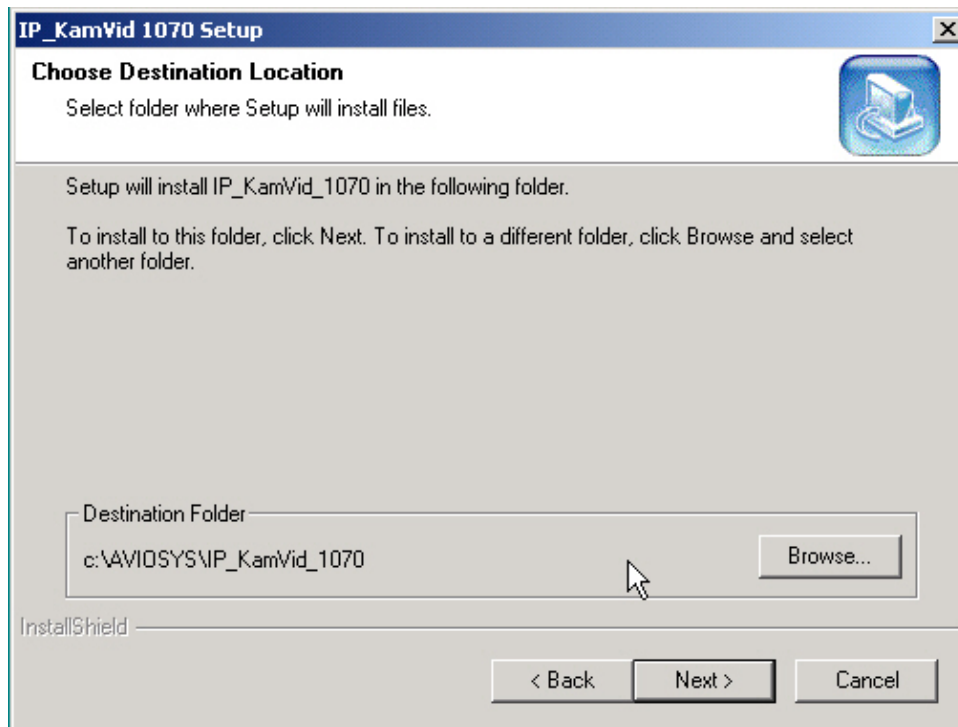 IP_KamVid 1070 Setup
Choose Destination Location
Select folder where Setup will install files.
Setup will install IP_KamVid_1070 in the following folder.
To install to this folder, click Next. To install to a different folder, click Browse and select
another folder.
Destination Folder
c:\AVIOSYS\IP_KamVid_1070
Browse...
InstallShield
< Back
Next >
Cancel